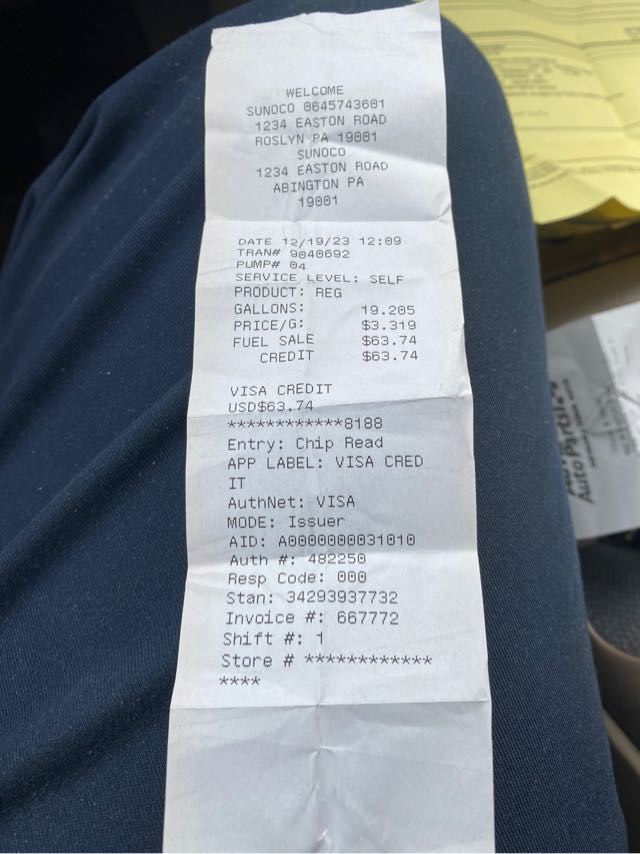 WELCOME
SUNOCO 0645743601
1234 EASTON ROAD
ROSLYN PA 19001
SUNOCO
1234 EASTON ROAD
ABINGTON PA
19001
DATE 12/19/23 12:09
TRAN# 9040692
PUMP# 04
SERVICE LEVEL: SELF
PRODUCT: REG
GALLONS: 19.205
PRICE/G: $3.319
FUEL SALE $63.74
CREDIT $63.74
VISA CREDIT
USD$63.74
************8188
Entry: Chip Read
APP LABEL: VISA CRED
IT
AuthNet: VISA
MODE: Issuer
AID: A0000000031010
Auth #: 482250
Resp Code: 000
Stan: 34293937732
Invoice #: 667772
Shift #: 1
Store # ************
****
Auto Parts